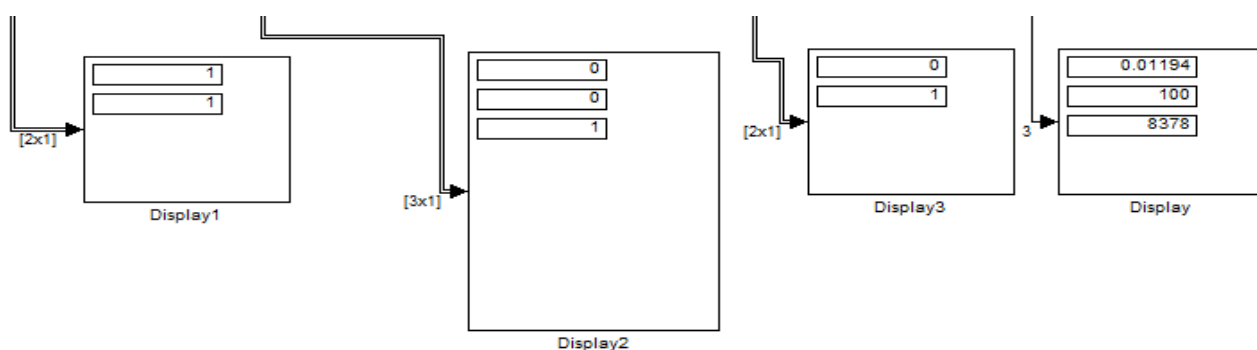 1
1
[2x1]
Display1
0
0
1
[3x1]
Display2
0
1
[2x1]
Display3
0.01194
100
8378
3
Display